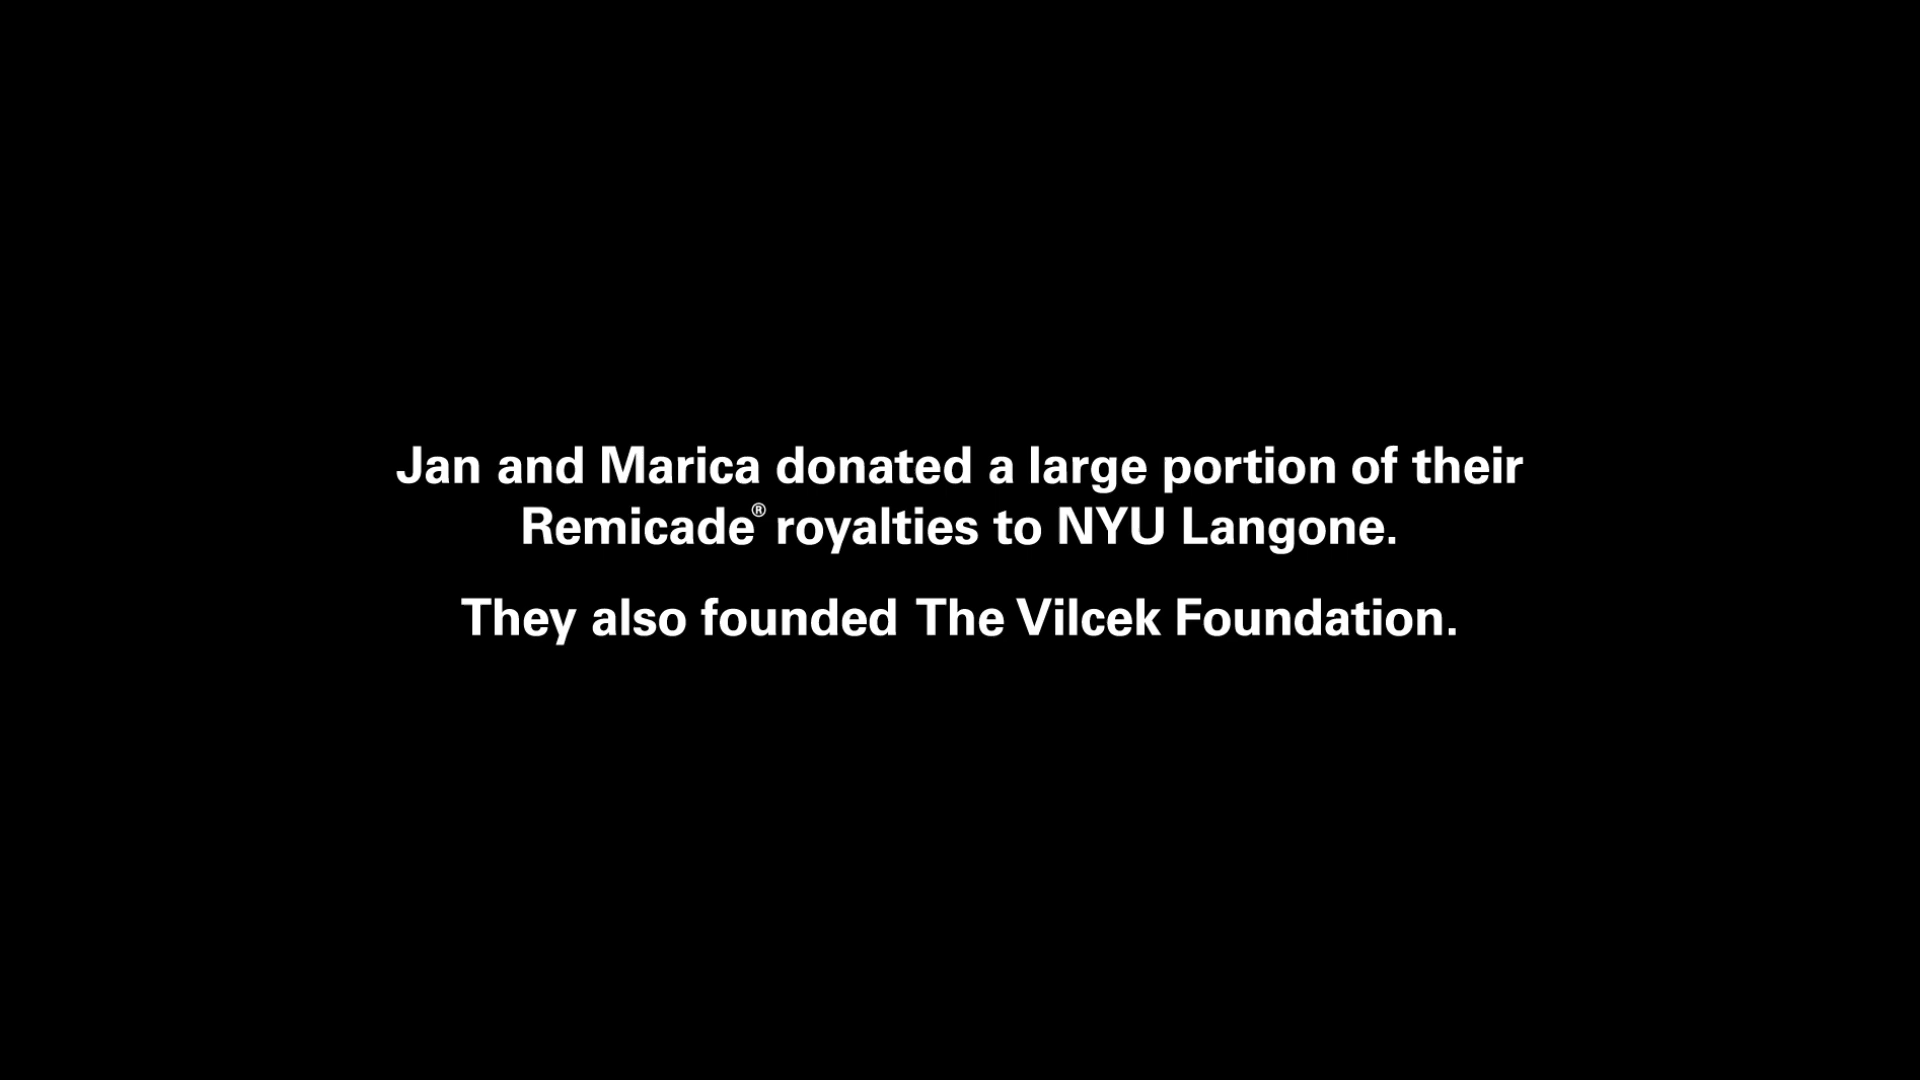 Jan and Marica donated a large portion of their
Remicade® royalties to NYU Langone.
They also founded The Vilcek Foundation.